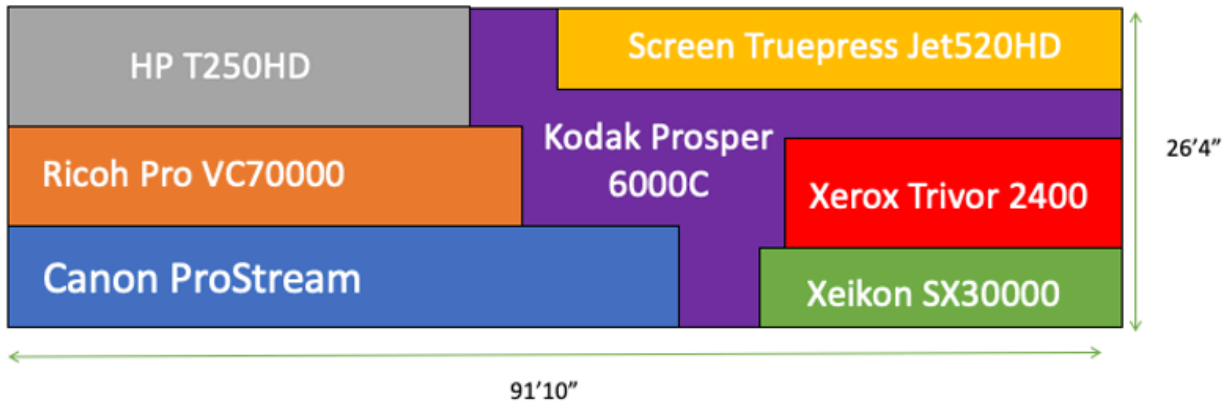 HP T250HD
Screen Truepress Jet520HD
Kodak Prosper
6000C
26’4”
Ricoh Pro VC70000
Xerox Trivor 2400
Canon ProStream
Xeikon SX30000
91’10”